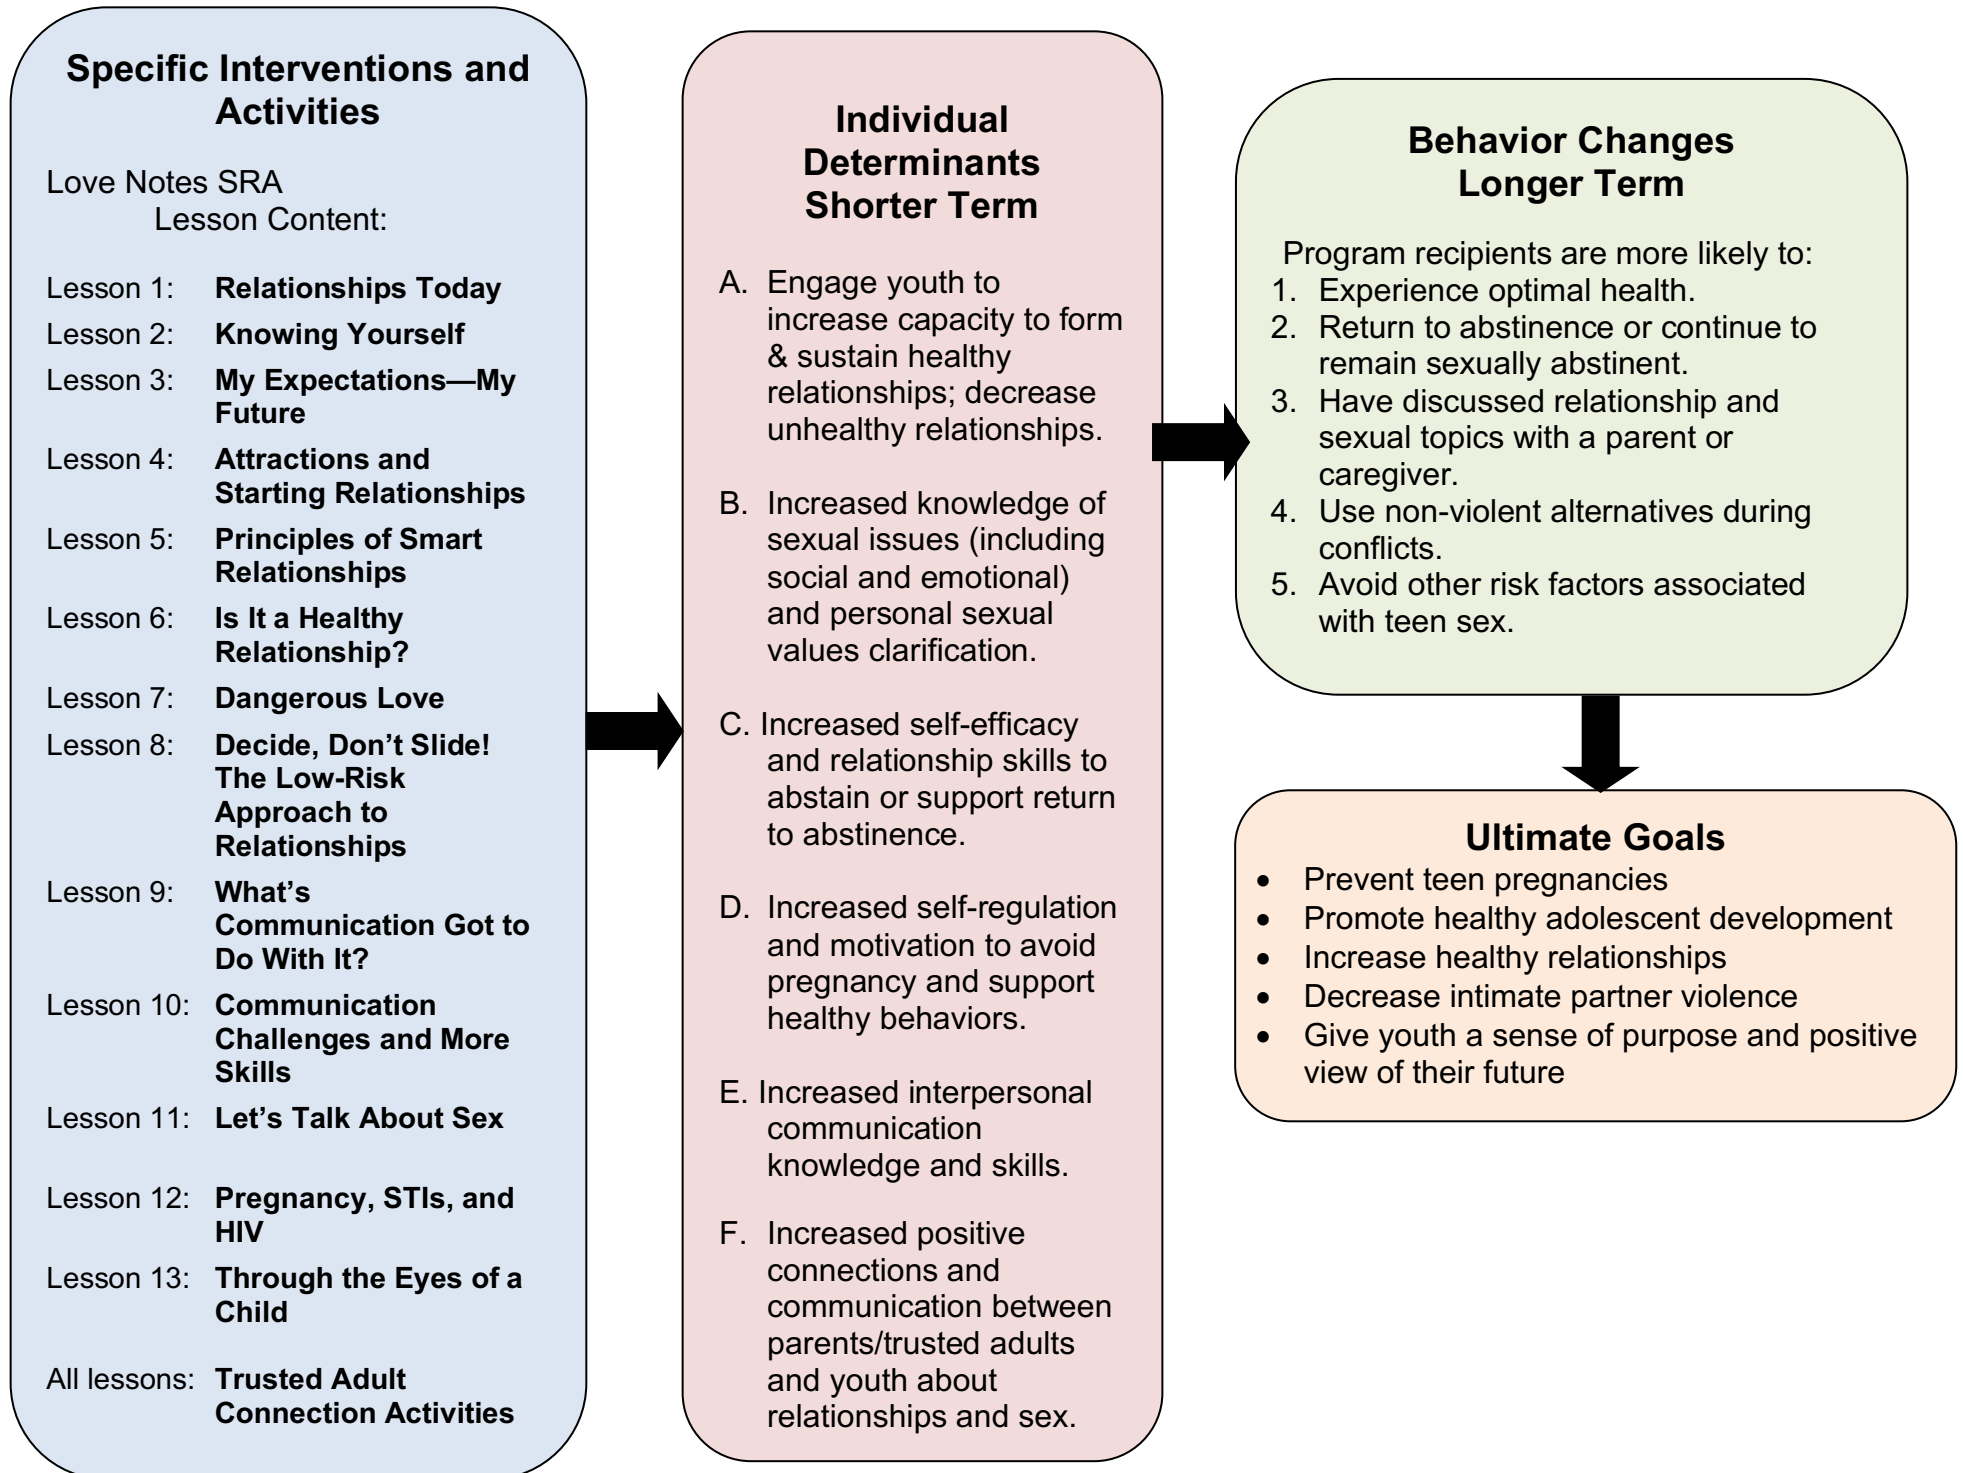 Specific Interventions and
Activities
Love Notes SRA
Lesson Content:
Lesson 1: Relationships Today
Lesson 2: Knowing Yourself
Lesson 3: My Expectations—My
Future
Lesson 4: Attractions and
Starting Relationships
Lesson 5: Principles of Smart
Relationships
Lesson 6: Is It a Healthy
Relationship?
Lesson 7: Dangerous Love
Lesson 8: Decide, Don’t Slide!
The Low-Risk
Approach to
Relationships
Lesson 9: What’s
Communication Got to
Do With It?
Lesson 10: Communication
Challenges and More
Skills
Lesson 11: Let’s Talk About Sex
Lesson 12: Pregnancy, STIs, and
HIV
Lesson 13: Through the Eyes of a
Child
All lessons: Trusted Adult
Connection Activities
Individual
Determinants
Shorter Term
A. Engage youth to
increase capacity to form
& sustain healthy
relationships; decrease
unhealthy relationships.
B. Increased knowledge of
sexual issues (including
social and emotional)
and personal sexual
values clarification.
C. Increased self-efficacy
and relationship skills to
abstain or support return
to abstinence.
D. Increased self-regulation
and motivation to avoid
pregnancy and support
healthy behaviors.
E. Increased interpersonal
communication
knowledge and skills.
F. Increased positive
connections and
communication between
parents/trusted adults
and youth about
relationships and sex.
Behavior Changes
Longer Term
Program recipients are more likely to:
1. Experience optimal health.
2. Return to abstinence or continue to
remain sexually abstinent.
3. Have discussed relationship and
sexual topics with a parent or
caregiver.
4. Use non-violent alternatives during
conflicts.
5. Avoid other risk factors associated
with teen sex.
Ultimate Goals
• Prevent teen pregnancies
• Promote healthy adolescent development
• Increase healthy relationships
• Decrease intimate partner violence
• Give youth a sense of purpose and positive
view of their future